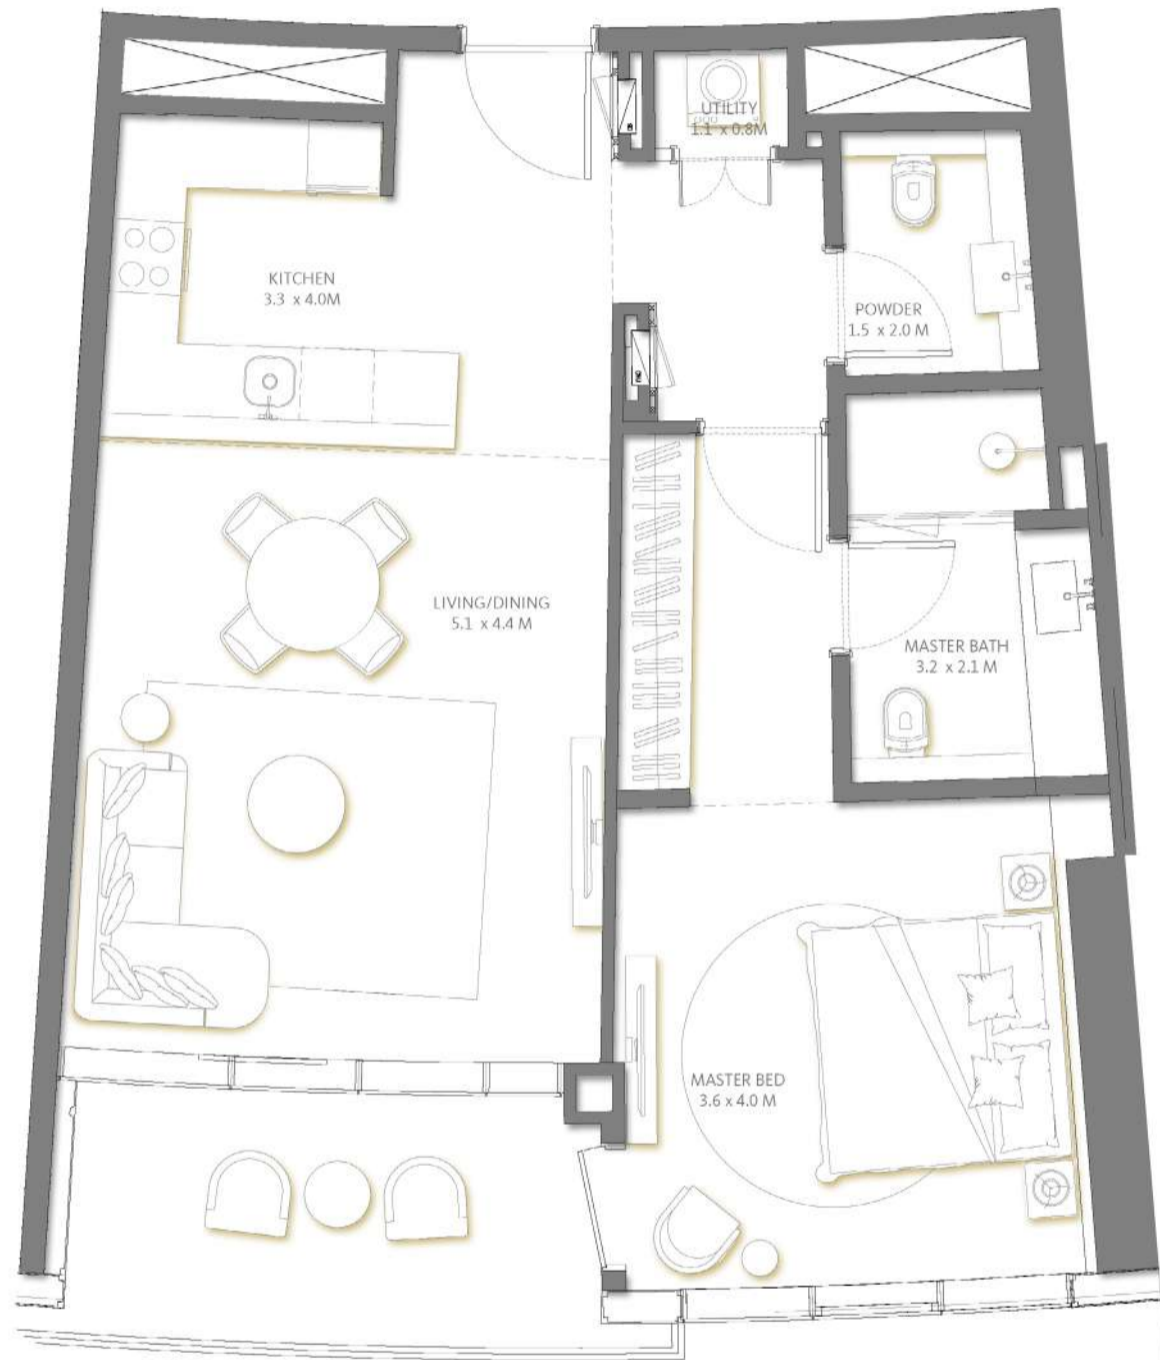 UTILITY
1.1 x 0.8M
KITCHEN
3.3 x 4.0M
POWDER
1.5 x 2.0 M
LIVING/DINING
5.1 x 4.4 M
MASTER BATH
3.2 x 2.1 M
MASTER BED
3.6 x 4.0 M